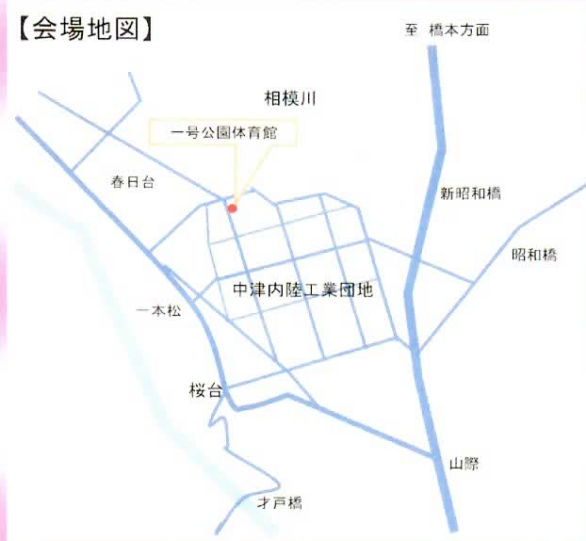 【会場地図】
至 橋本方面
相模川
一号公園体育館
春日台
新昭和橋
昭和橋
中津内陸工業団地
一本松
桜台
山際
才戸橋